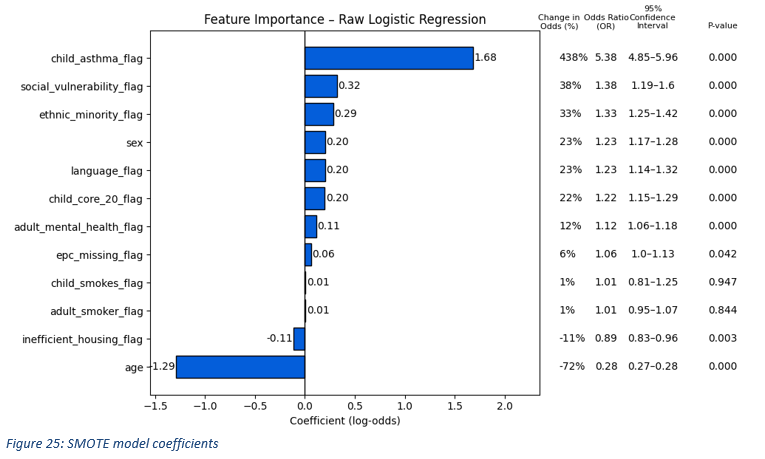 Feature Importance – Raw Logistic Regression
Change in Odds (%) Odds Ratio (OR) 95% Confidence Interval P-value
child_asthma_flag 1.68 438% 5.38 4.85–5.96 0.000
social_vulnerability_flag 0.32 38% 1.38 1.19–1.6 0.000
ethnic_minority_flag 0.29 33% 1.33 1.25–1.42 0.000
sex 0.20 23% 1.23 1.17–1.28 0.000
language_flag 0.20 23% 1.23 1.14–1.32 0.000
child_core_20_flag 0.20 22% 1.22 1.15–1.29 0.000
adult_mental_health_flag 0.11 12% 1.12 1.06–1.18 0.000
epc_missing_flag 0.06 6% 1.06 1.0–1.13 0.042
child_smokes_flag 0.01 1% 1.01 0.81–1.25 0.947
adult_smoker_flag 0.01 1% 1.01 0.95–1.07 0.844
inefficient_housing_flag -0.11 -11% 0.89 0.83–0.96 0.003
age -1.29 -72% 0.28 0.27–0.28 0.000
−1.5 −1.0 −0.5 0.0 0.5 1.0 1.5 2.0
Coefficient (log-odds)
Figure 25: SMOTE model coefficients